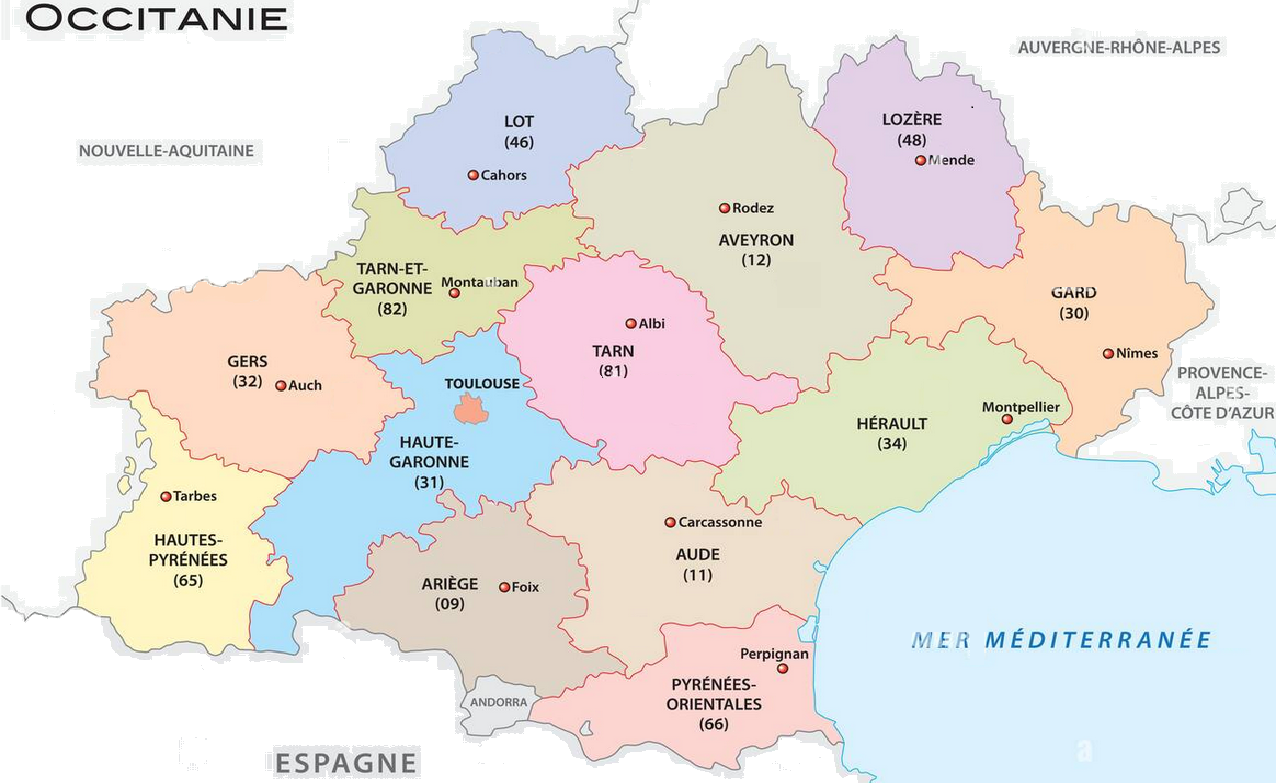 OCCITANIE
AUVERGNE-RHÔNE-ALPES
NOUVELLE-AQUITAINE
LOT
(46)
Cahors
LOZÈRE
(48)
Mende
Rodez
AVEYRON
(12)
TARN-ET-
GARONNE
(82)
Montauban
GARD
(30)
Nîmes
Albi
TARN
(81)
GERS
(32)
Auch
TOULOUSE
HAUTE-
GARONNE
(31)
PROVENCE-
ALPES-
CÔTE D'AZUR
Montpellier
HÉRAULT
(34)
Tarbes
HAUTES-
PYRÉNÉES
(65)
Carcassonne
AUDE
(11)
ARIÈGE
(09)
Foix
MER MÉDITERRANÉE
Perpignan
PYRÉNÉES-
ORIENTALES
(66)
ANDORRA
ESPAGNE
a